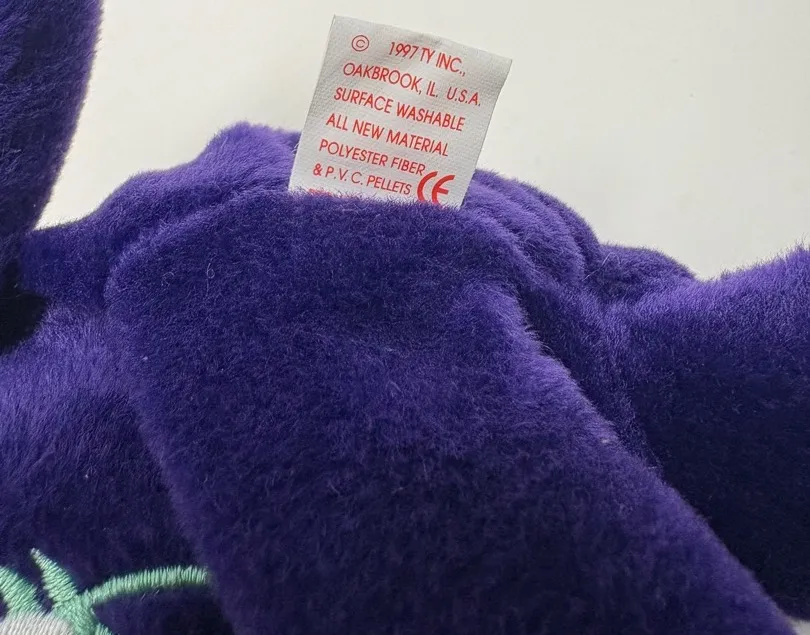 © 1997 TY INC.,
OAKBROOK, IL. U.S.A.
SURFACE WASHABLE
ALL NEW MATERIAL
POLYESTER FIBER
& P.V.C. PELLETS CE